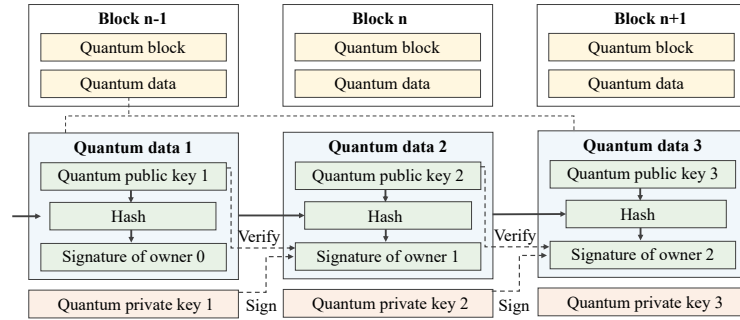 Block n-1
Block n
Block n+1
Quantum block
Quantum block
Quantum block
Quantum data
Quantum data
Quantum data
Quantum data 1
Quantum data 2
Quantum data 3
Quantum public key 1
Quantum public key 2
Quantum public key 3
Hash
Hash
Hash
Verify
Verify
Signature of owner 0
Signature of owner 1
Signature of owner 2
Quantum private key 1
Sign
Quantum private key 2
Sign
Quantum private key 3